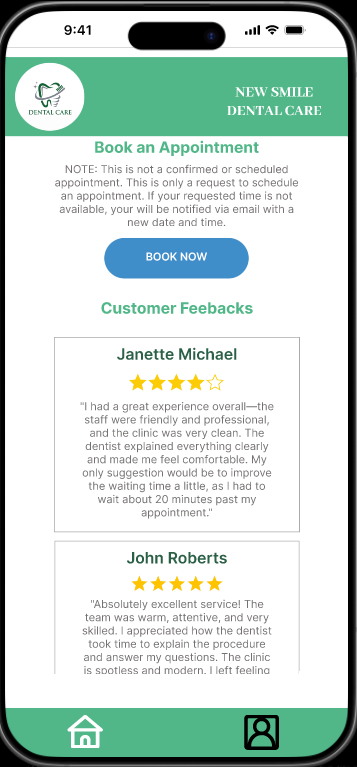 9:41
DENTAL CARE
NEW SMILE
DENTAL CARE
Book an Appointment
NOTE: This is not a confirmed or scheduled
appointment. This is only a request to schedule
an appointment. If your requested time is not
available, your will be notified via email with a
new date and time.
BOOK NOW
Customer Feebacks
Janette Michael
"I had a great experience overall—the
staff were friendly and professional,
and the clinic was very clean. The
dentist explained everything clearly
and made me feel comfortable. My
only suggestion would be to improve
the waiting time a little, as I had to
wait about 20 minutes past my
appointment."
John Roberts
"Absolutely excellent service! The
team was warm, attentive, and very
skilled. I appreciated how the dentist
took time to explain the procedure
and answer my questions. The clinic
is spotless and modern. I left feeling